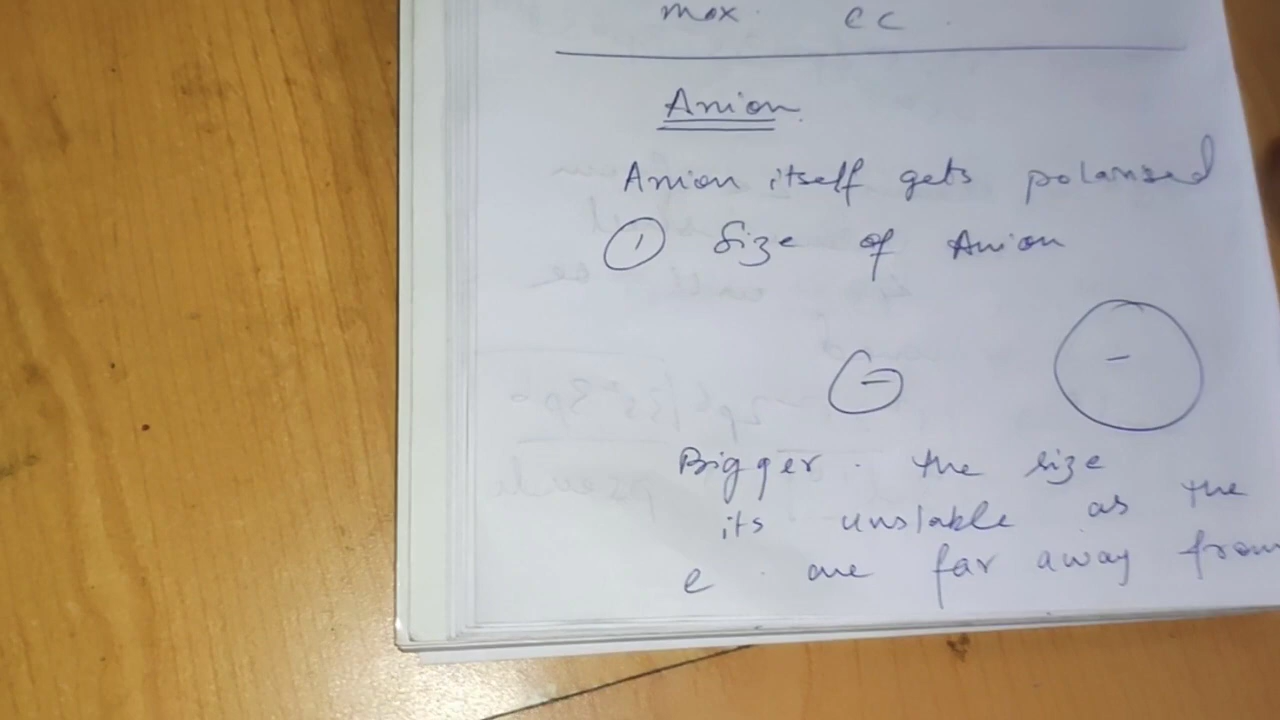 max. cc.
Anion
Anion itself gets polarised
① Size of Anion
- -
Bigger. the size
its unstable as the
e. are far away from